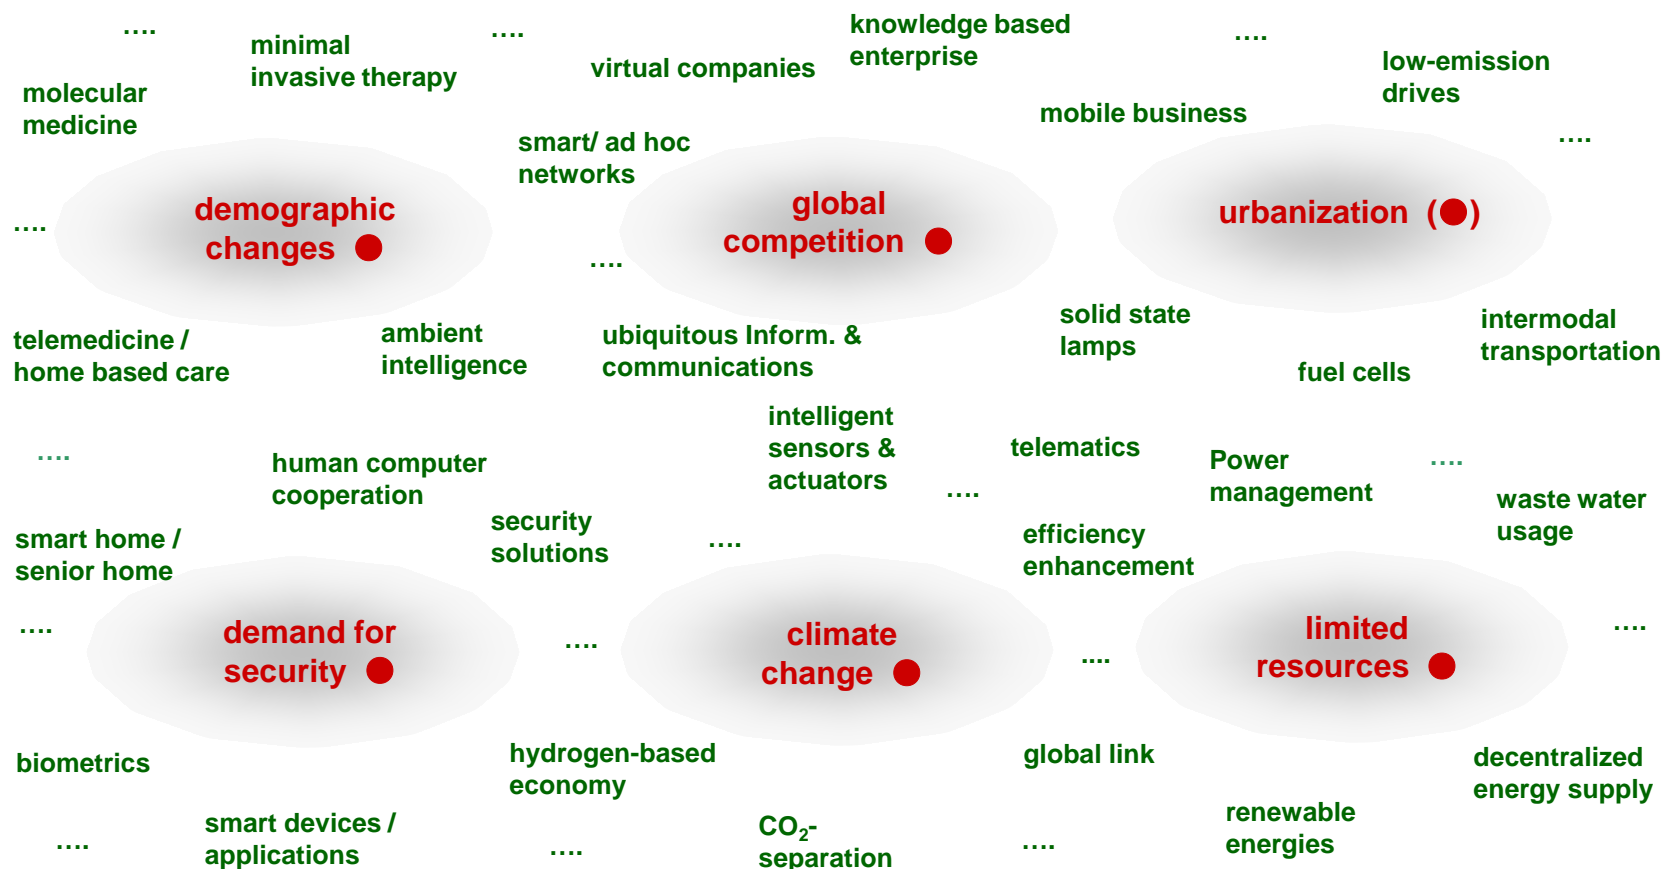 ….
minimal
invasive therapy
….
virtual companies
knowledge based
enterprise
….
low-emission
drives
molecular
medicine
mobile business
smart/ ad hoc
networks
….
demographic
changes ●
global
competition ●
urbanization (●)
….
….
telemedicine /
home based care
ambient
intelligence
ubiquitous Inform. &
communications
solid state
lamps
fuel cells
intermodal
transportation
intelligent
sensors &
actuators
telematics
….
human computer
cooperation
Power
management
….
….
waste water
usage
smart home /
senior home
security
solutions
….
efficiency
enhancement
….
demand for
security ●
….
climate
change ●
....
limited
resources ●
….
biometrics
hydrogen-based
economy
global link
decentralized
energy supply
smart devices /
applications
CO₂-
separation
renewable
energies
….
….
….